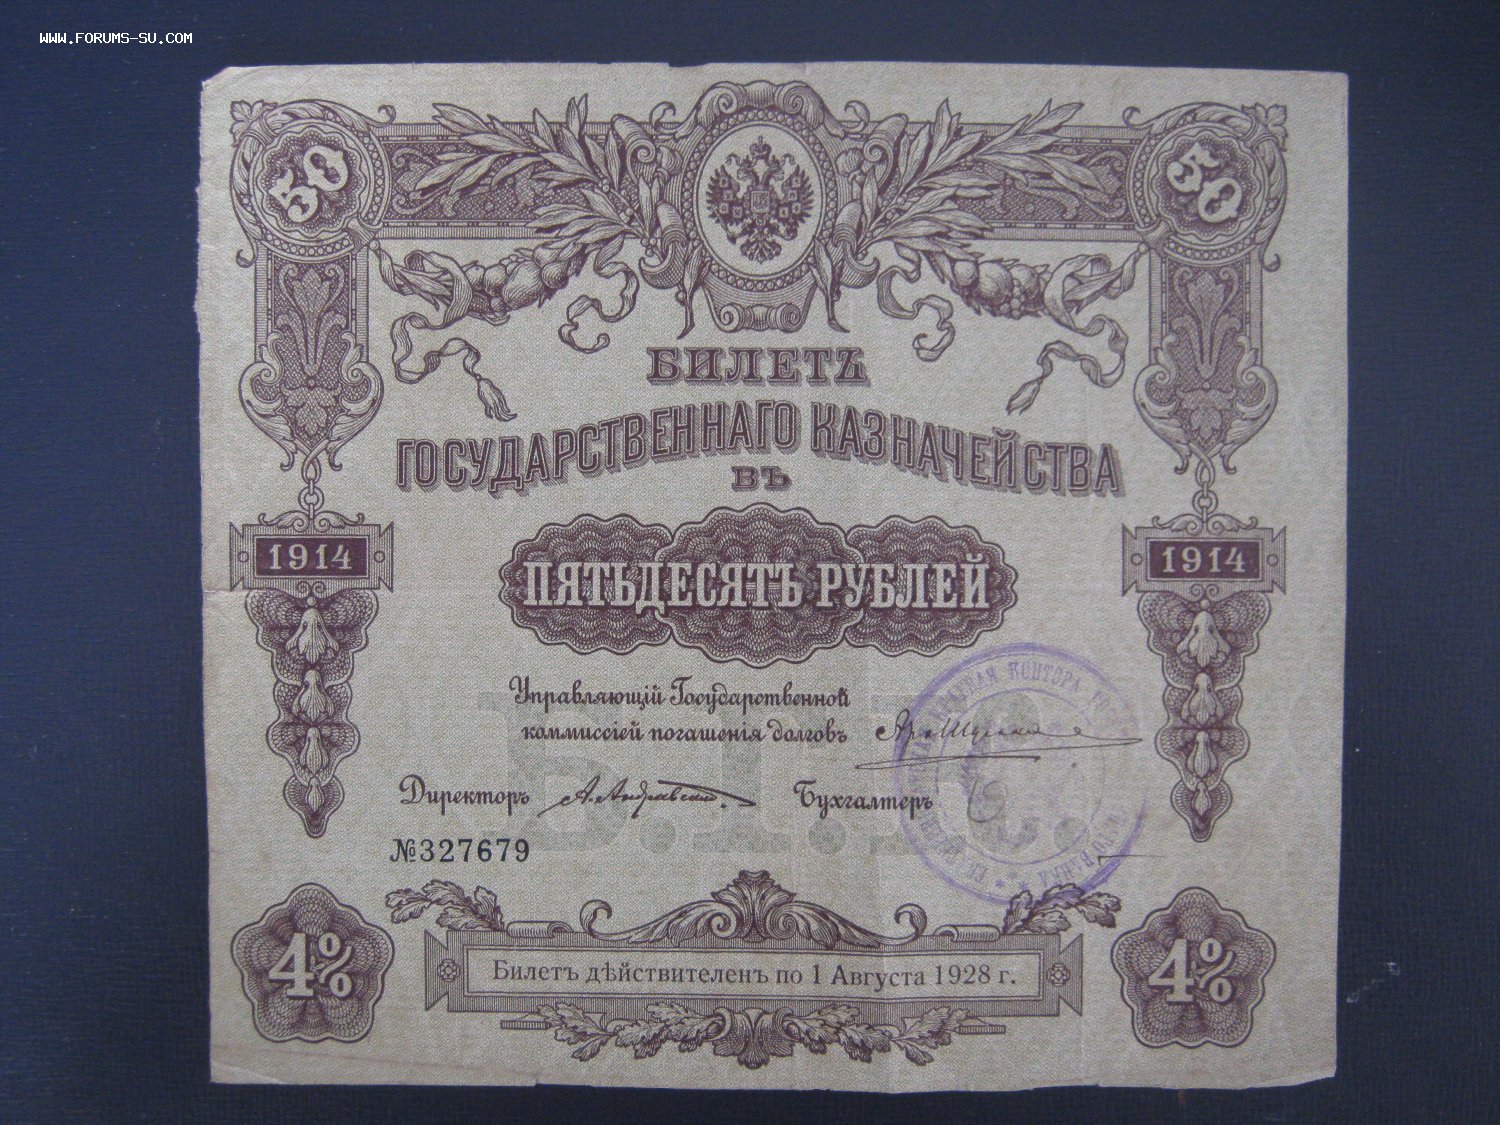 WWW.FORUMS-SU.COM
50 50
БИЛЕТЪ
ГОСУДАРСТВЕННАГО КАЗНАЧЕЙСТВА
ВЪ
1914 1914
ПЯТЬДЕСЯТЪ РУБЛЕЙ
Управляющій Государственной
коммиссіей погашенія долговъ
Директоръ Бухгалтеръ
№327679
4% 4%
Билетъ дѣйствителенъ по 1 Августа 1928 г.
КОНТОРА